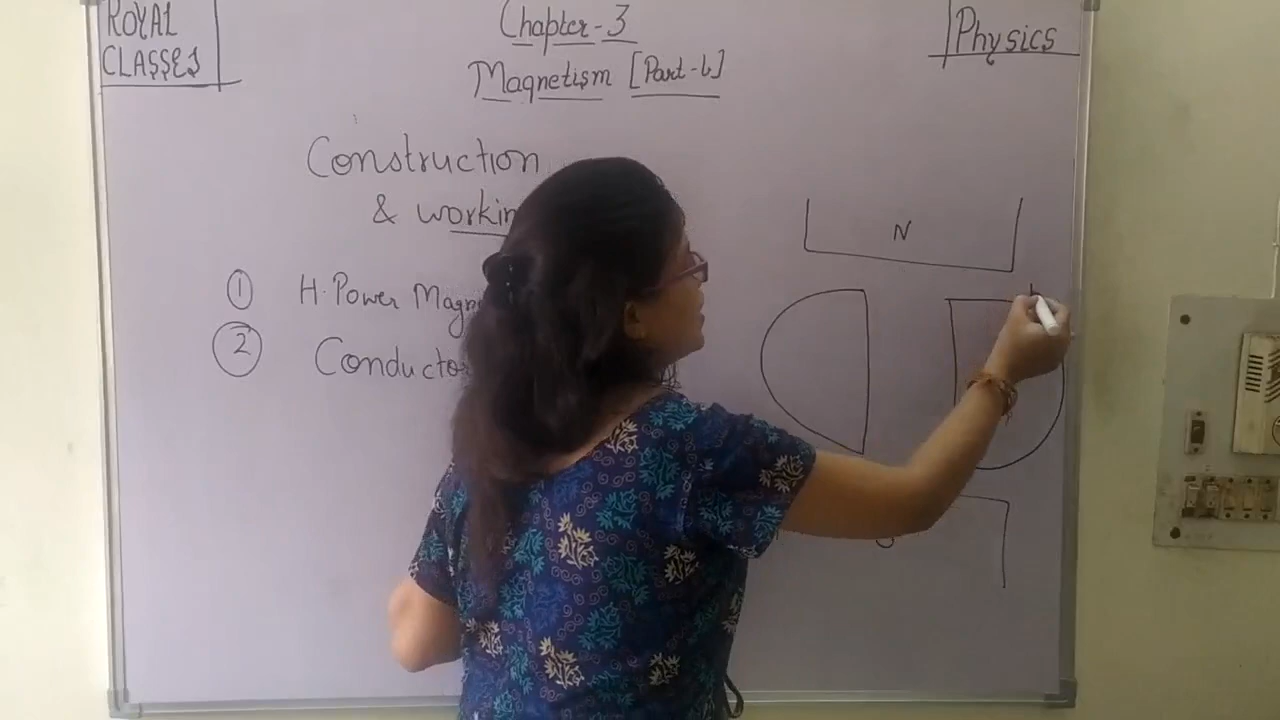 ROYAL
CLASSES
Chapter-3
Magnetism [Part-6]
Physics
Construction
& workin
① H. Power Magn
② Conducto
N